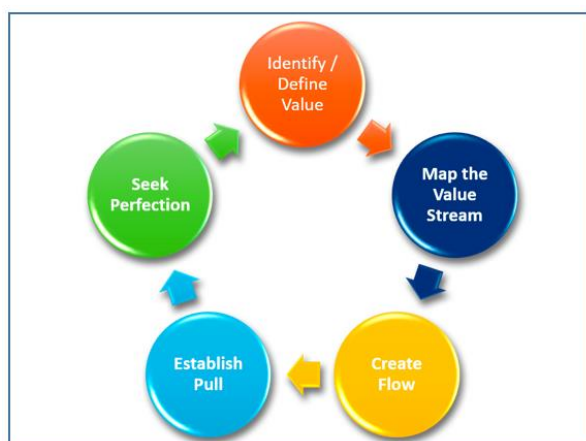 Identify /
Define
Value
Map the
Value
Stream
Create
Flow
Establish
Pull
Seek
Perfection